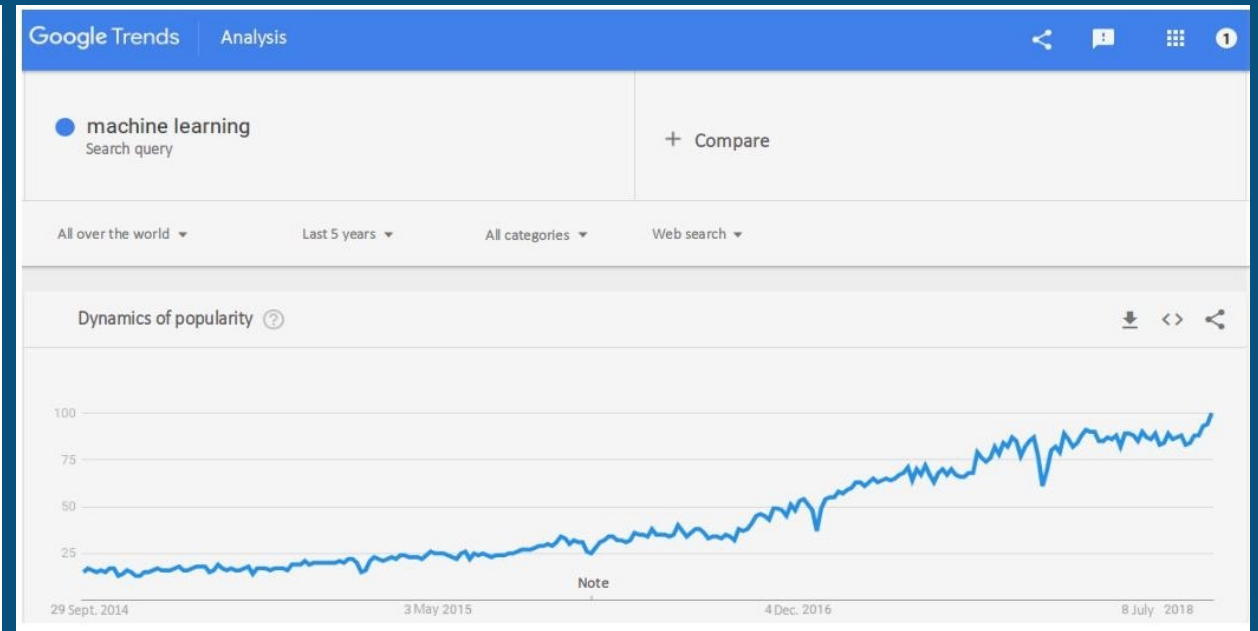 Google Trends Analysis 1
machine learning
Search query
+ Compare
All over the world Last 5 years All categories Web search
Dynamics of popularity ?
100
75
50
25
Note
29 Sept. 2014 3 May 2015 4 Dec. 2016 8 July 2018